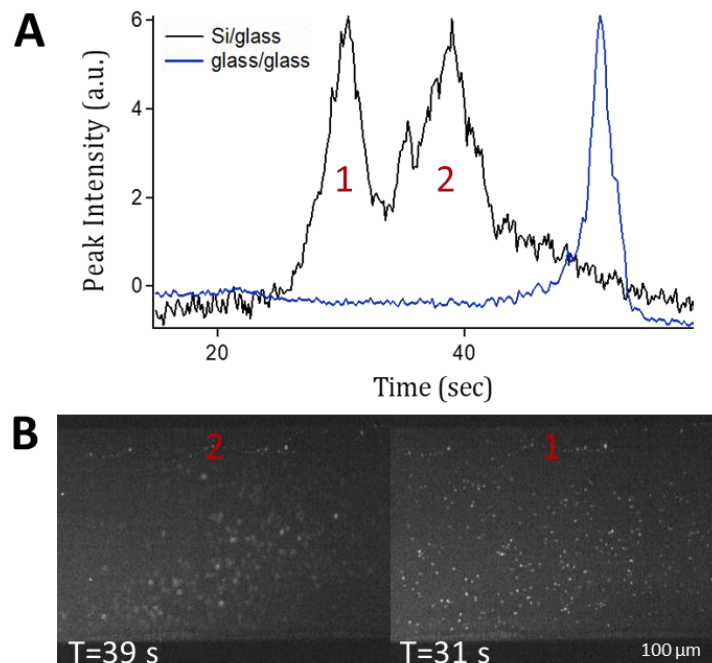 A
Si/glass
glass/glass
Peak Intensity (a.u.)
6
4
2
0
1
2
20
40
Time (sec)
B
2
1
T=39 s
T=31 s
100 µm